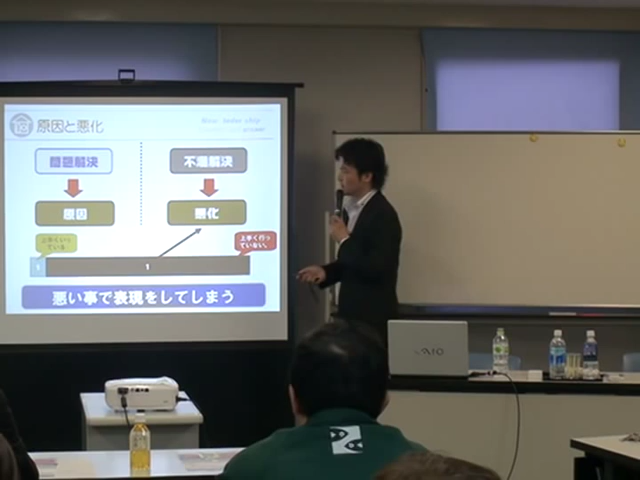 原因と悪化
問題解決
不満解決
原因
悪化
上手くいっ
ている
上手く行っ
ていない。
1
1
悪い事で表現をしてしまう
VAIO